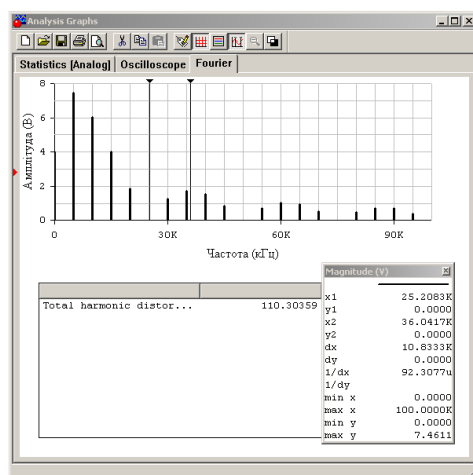 Analysis Graphs
Statistics [Analog] Oscilloscope Fourier
8
6
4
2
0
Амплітуда (В)
0 30K 60K 90K
Частота (кГц)
Total harmonic distor... 110.30359
Magnitude (V)
x1 25.2083K
y1 0.0000
x2 36.0417K
y2 0.0000
dx 10.8333K
dy 0.0000
1/dx 92.3077u
1/dy
min x 0.0000
max x 100.0000K
min y 0.0000
max y 7.4611